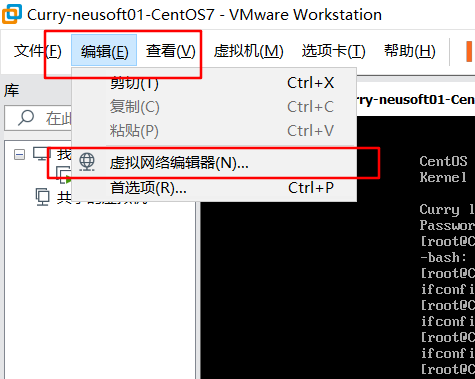 Curry-neusoft01-CentOS7 - VMware Workstation
文件(F) 编辑(E) 查看(V) 虚拟机(M) 选项卡(T) 帮助(H)
库
剪切(T) Ctrl+X
复制(C) Ctrl+C
粘贴(P) Ctrl+V
虚拟网络编辑器(N)...
首选项(R)... Ctrl+P
在此
我
共享的虚拟机
rry-neusoft01-Cen
CentOS
Kernel
Curry l
Passwor
[root@C
-bash:
[root@C
ifconfi
[root@C
ifconfi
[root@C
ifconfi
[root@C
ifconfi
[root@C